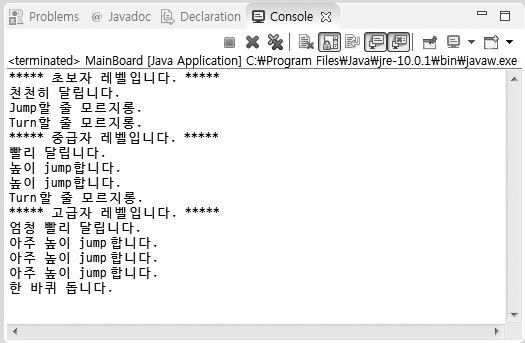 Problems @ Javadoc Declaration Console
<terminated> MainBoard [Java Application] C:₩Program Files₩Java₩jre-10.0.1₩bin₩javaw.exe
***** 초보자 레벨입니다. *****
천천히 달립니다.
Jump할 줄 모르지롱.
Turn할 줄 모르지롱.
***** 중급자 레벨입니다. *****
빨리 달립니다.
높이 jump합니다.
높이 jump합니다.
Turn할 줄 모르지롱.
***** 고급자 레벨입니다. *****
엄청 빨리 달립니다.
아주 높이 jump합니다.
아주 높이 jump합니다.
아주 높이 jump합니다.
한 바퀴 돕니다.